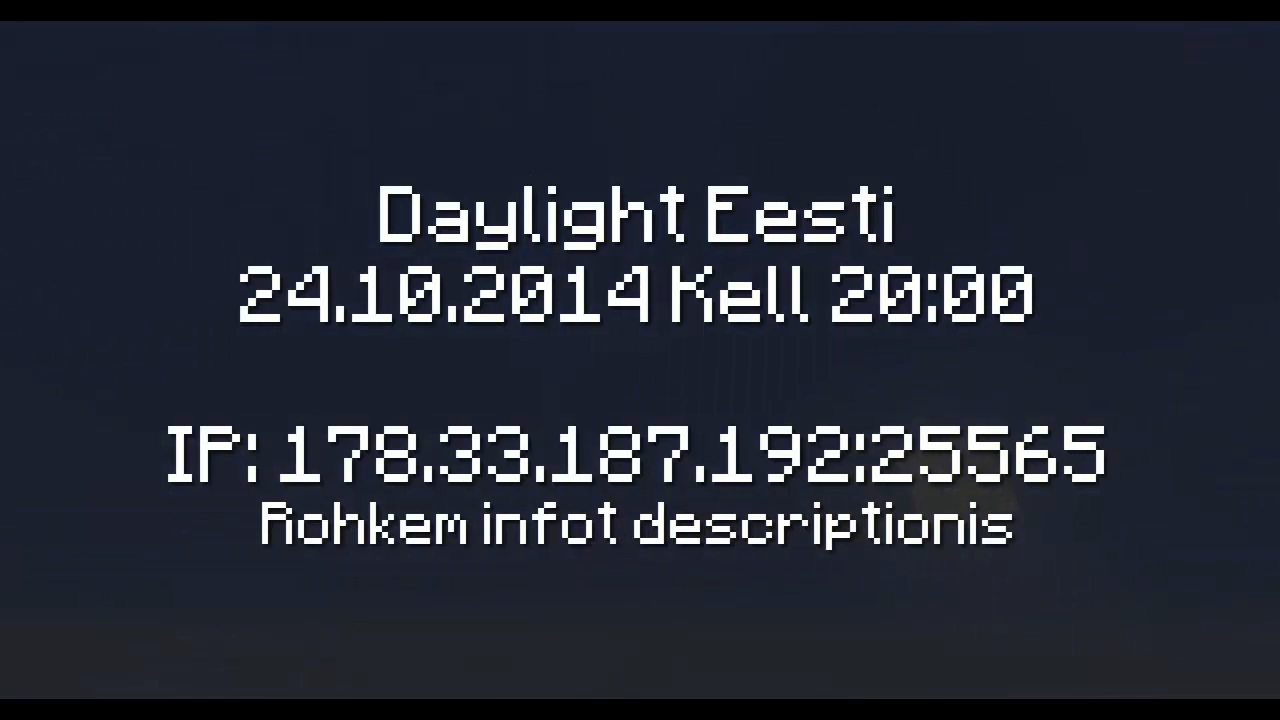 Daylight Eesti
24.10.2014 Kell 20:00
IP: 178.33.187.192:25565
Rohkem infot descriptionis